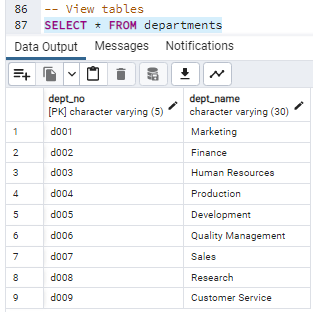 86 -- View tables
87 SELECT * FROM departments
Data Output Messages Notifications
dept_no dept_name
[PK] character varying (5) character varying (30)
1 d001 Marketing
2 d002 Finance
3 d003 Human Resources
4 d004 Production
5 d005 Development
6 d006 Quality Management
7 d007 Sales
8 d008 Research
9 d009 Customer Service